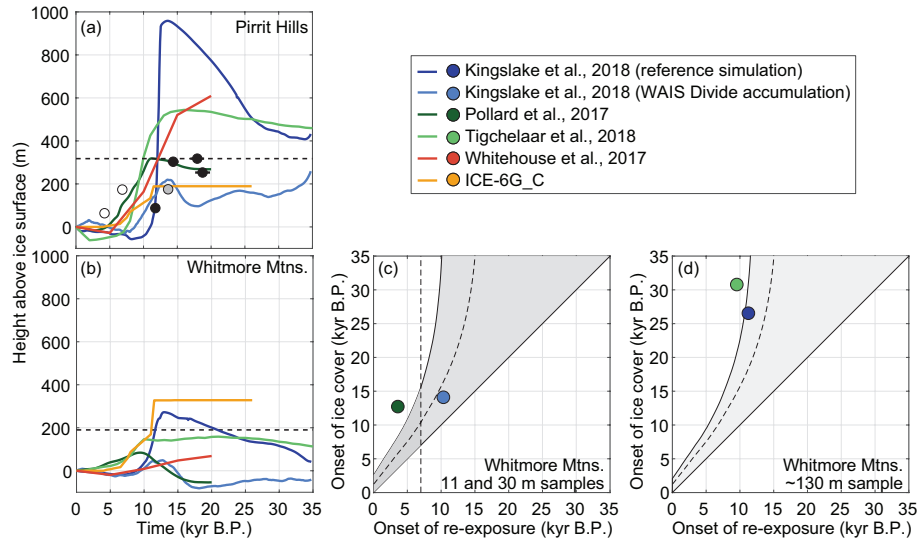 (a)
Pirrit Hills
1000
800
600
400
200
0
Height above ice surface (m)
Kingslake et al., 2018 (reference simulation)
Kingslake et al., 2018 (WAIS Divide accumulation)
Pollard et al., 2017
Tigchelaar et al., 2018
Whitehouse et al., 2017
ICE-6G_C
(b)
Whitmore Mtns.
1000
800
600
400
200
0
0 5 10 15 20 25 30 35
Time (kyr B.P.)
(c)
35
30
25
20
15
10
5
0
Onset of ice cover (kyr B.P.)
Whitmore Mtns.
11 and 30 m samples
0 5 10 15 20 25 30 35
Onset of re-exposure (kyr B.P.)
(d)
35
30
25
20
15
10
5
0
Onset of ice cover (kyr B.P.)
Whitmore Mtns.
~130 m sample
0 5 10 15 20 25 30 35
Onset of re-exposure (kyr B.P.)